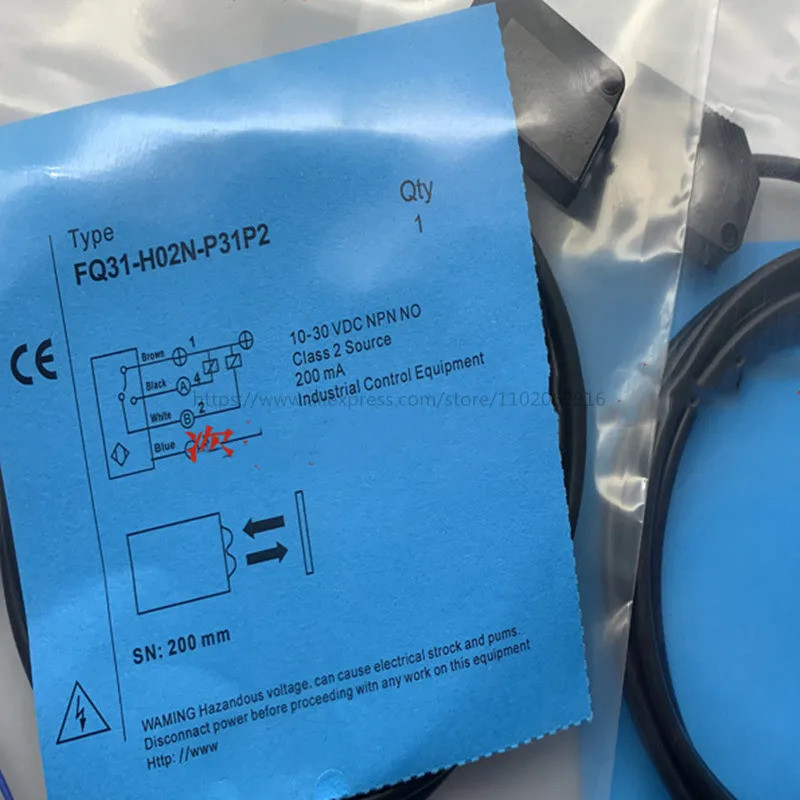 Type
Qty
FQ31-H02N-P31P2
1
CE
Brown 1
Black A 4
White B 2
Blue
10-30 VDC NPN NO
Class 2 Source
200 mA
Industrial Control Equipment
SN: 200 mm
WAMING Hazandous voltage. can cause electrical strock and pums.
Disconnact power before proceeding witn any work on this equipment
Http: //www